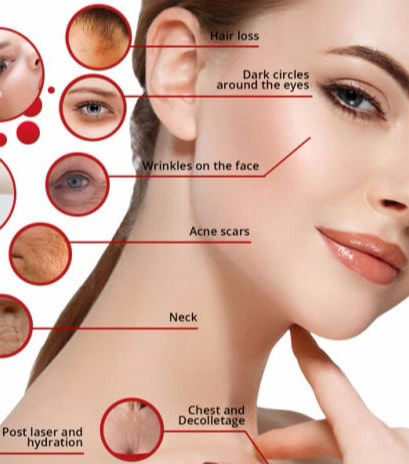 Hair loss
Dark circles
around the eyes
Wrinkles on the face
Acne scars
Neck
Chest and
Decolletage
Post laser and
hydration